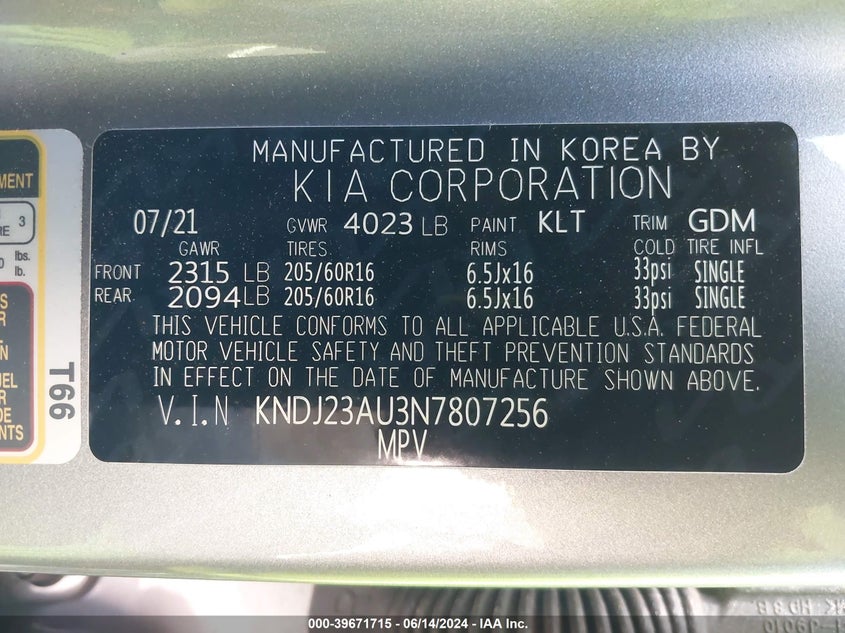 MANUFACTURED IN KOREA BY
KIA CORPORATION
07/21 GVWR 4023 LB PAINT KLT TRIM GDM
GAWR TIRES RIMS COLD TIRE INFL
FRONT 2315 LB 205/60R16 6.5Jx16 33psi SINGLE
REAR 2094 LB 205/60R16 6.5Jx16 33psi SINGLE
THIS VEHICLE CONFORMS TO ALL APPLICABLE U.S.A. FEDERAL
MOTOR VEHICLE SAFETY AND THEFT PREVENTION STANDARDS
IN EFFECT ON THE DATE OF MANUFACTURE SHOWN ABOVE.
V.I.N KNDJ23AU3N7807256
MPV
T66
3
lbs.
lb.
000-39671715 - 06/14/2024 - IAA Inc.